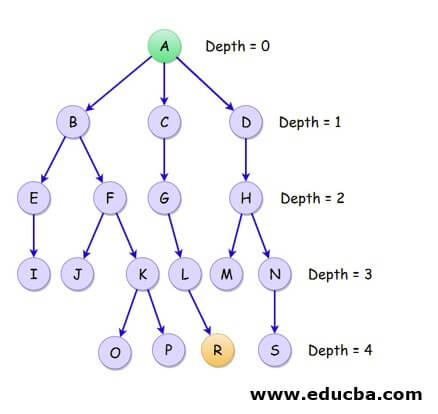 A Depth = 0
B C D Depth = 1
E F G H Depth = 2
I J K L M N Depth = 3
O P R S Depth = 4
www.educba.com